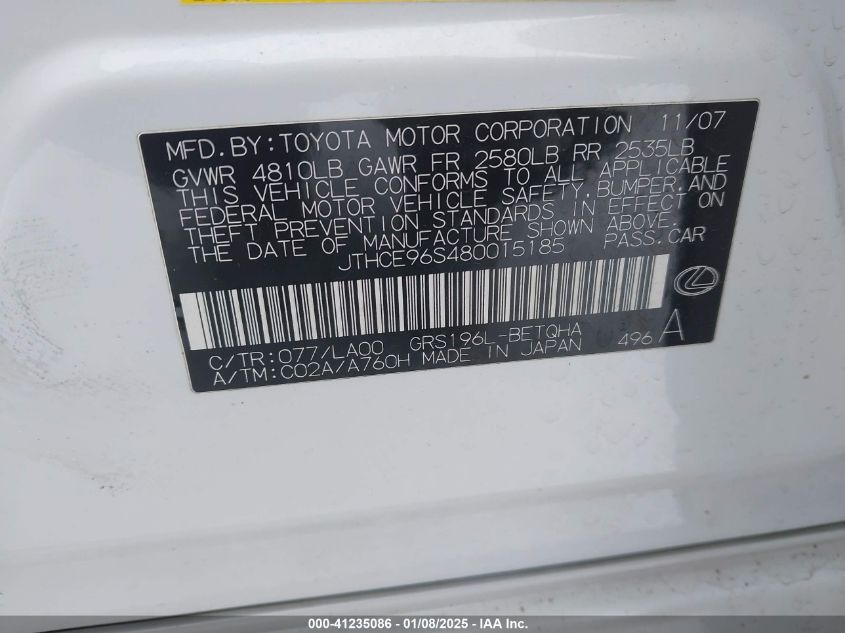 MFD. BY: TOYOTA MOTOR CORPORATION 11/07
GVWR 4810LB GAWR FR 2580LB RR 2535LB
THIS VEHICLE CONFORMS TO ALL APPLICABLE
FEDERAL MOTOR VEHICLE SAFETY, BUMPER, AND
THEFT PREVENTION STANDARDS IN EFFECT ON
THE DATE OF MANUFACTURE SHOWN ABOVE.
JTHCE96S480015185 PASS. CAR
C/TR: 077/LA00 GRS196L-BETQHA
A/TM: C02A/A760H MADE IN JAPAN 496 A
000-41235086 - 01/08/2025 - IAA, Inc.